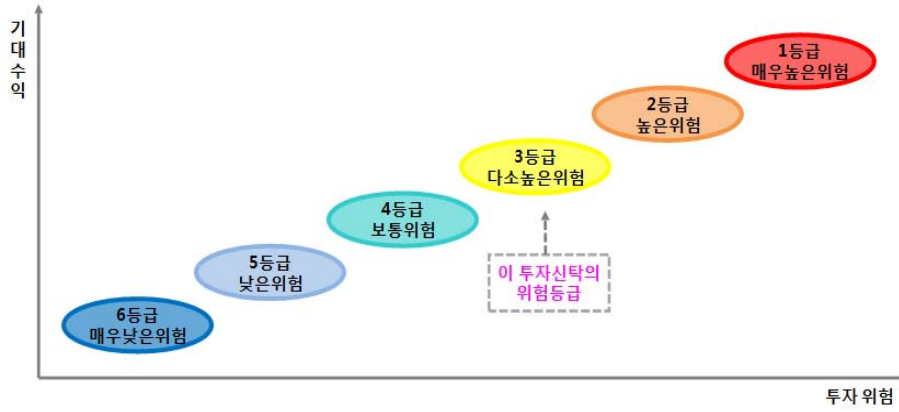 기대수익
1등급
매우높은위험
2등급
높은위험
3등급
다소높은위험
4등급
보통위험
이 투자신탁의
위험등급
5등급
낮은위험
6등급
매우낮은위험
투자 위험